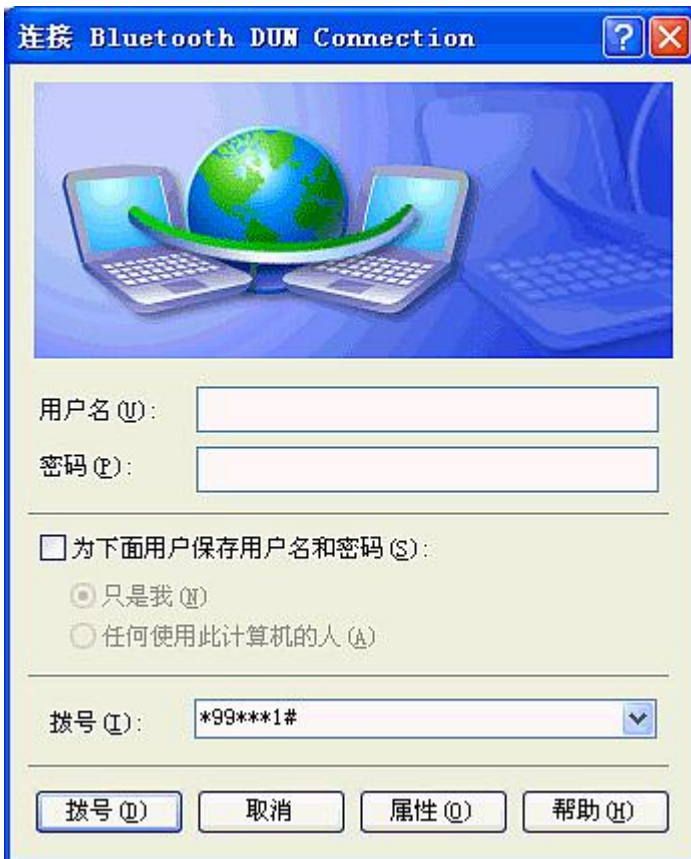 连接 Bluetooth DUN Connection
用户名(U):
密码(P):
为下面用户保存用户名和密码(S):
只是我(N)
任何使用此计算机的人(A)
拨号(I): *99***1#
拨号(D) 取消 属性(O) 帮助(H)